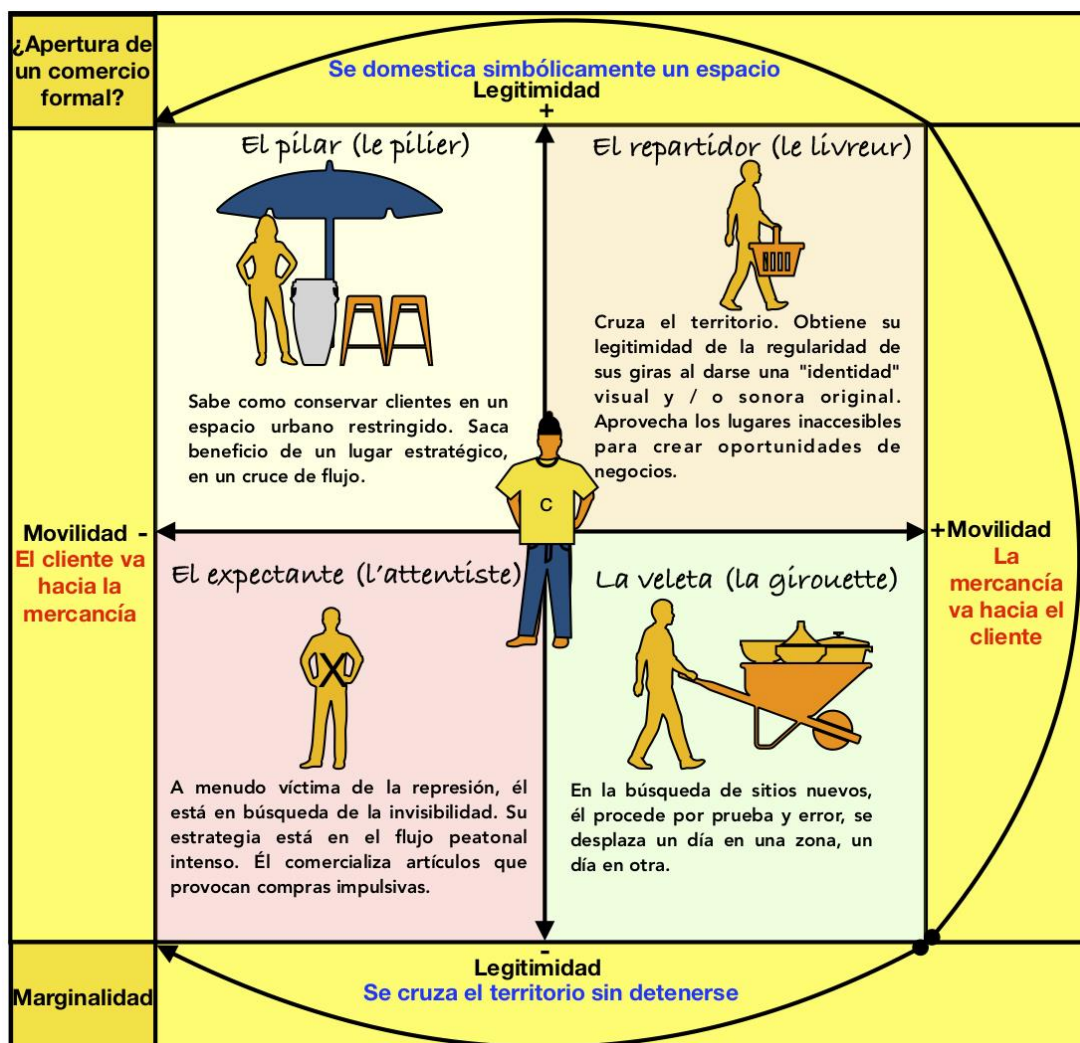 ¿Apertura de
un comercio
formal?
Se domestica simbólicamente un espacio
Legitimidad
+
El pilar (le pilier)
Sabe como conservar clientes en un
espacio urbano restringido. Saca
beneficio de un lugar estratégico,
en un cruce de flujo.
El repartidor (le livreur)
Cruza el territorio. Obtiene su
legitimidad de la regularidad de
sus giras al darse una "identidad"
visual y / o sonora original.
Aprovecha los lugares inaccesibles
para crear oportunidades de
negocios.
C
Movilidad -
El cliente va
hacia la
mercancía
+Movilidad
La
mercancía
va hacia el
cliente
El expectante (l'attentiste)
X
A menudo víctima de la represión, él
está en búsqueda de la invisibilidad. Su
estrategia está en el flujo peatonal
intenso. Él comercializa artículos que
provocan compras impulsivas.
La veleta (la girouette)
En la búsqueda de sitios nuevos,
él procede por prueba y error, se
desplaza un día en una zona, un
día en otra.
-
Legitimidad
Se cruza el territorio sin detenerse
Marginalidad